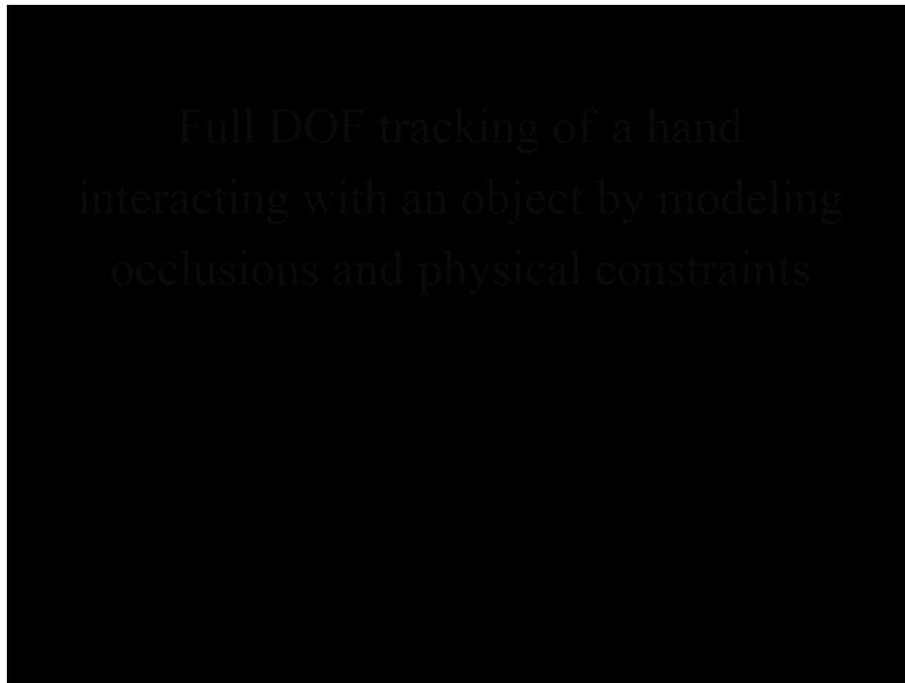 Full DOF tracking of a hand
interacting with an object by modeling
occlusions and physical constraints